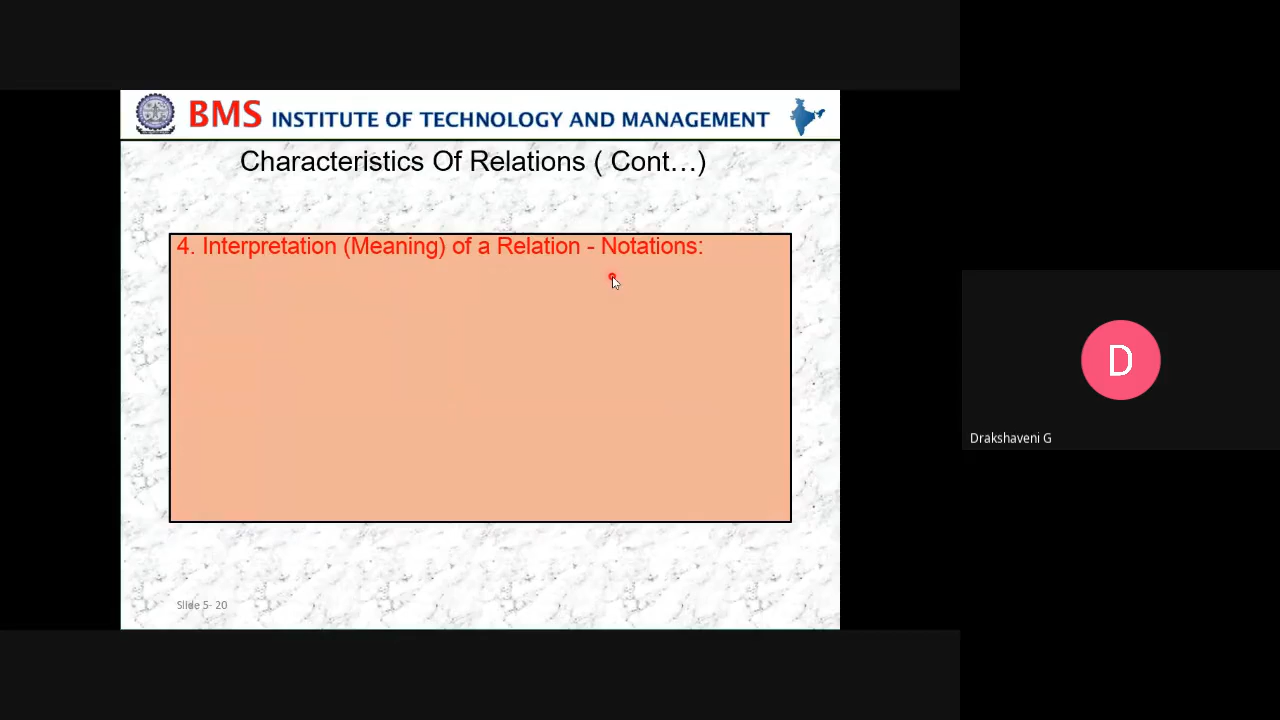 BMS INSTITUTE OF TECHNOLOGY AND MANAGEMENT
Characteristics Of Relations ( Cont…)
4. Interpretation (Meaning) of a Relation - Notations:
Slide 5- 20
D
Drakshaveni G